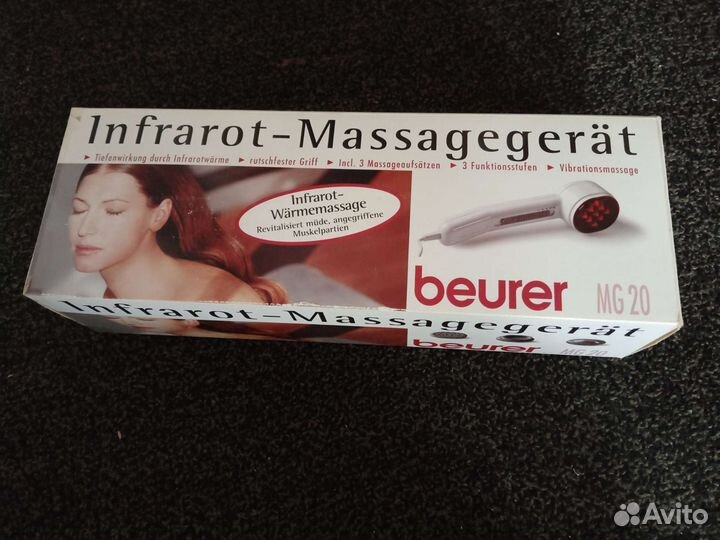 Infrarot-Massagegerät
▸ Tiefenwirkung durch Infrarotwärme ▸ rutschfester Griff ▸ Incl. 3 Massageaufsätzen ▸ 3 Funktionsstufen ▸ Vibrationsmassage
Infrarot-
Wärmemassage
Revitalisiert müde, angegriffene
Muskelpartien
beurer MG 20
Infrarot-Massagegerät
beurer MG 20
Avito